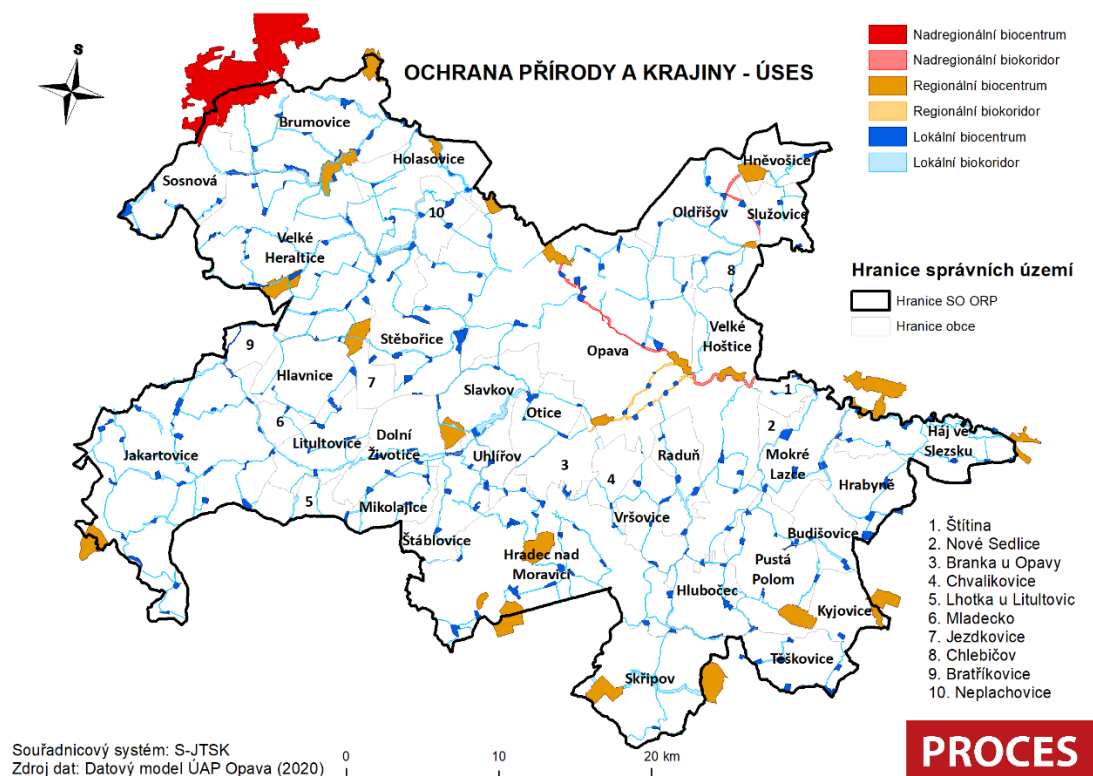 S
OCHRANA PŘÍRODY A KRAJINY - ÚSES
Nadregionální biocentrum
Nadregionální biokoridor
Regionální biocentrum
Regionální biokoridor
Lokální biocentrum
Lokální biokoridor
Hranice správních území
Hranice SO ORP
Hranice obce
Brumovice
Holasovice
Sosnová
10
Velké
Heraltice
Hněvošice
Oldřišov
Služovice
8
Velké
Hoštice
Opava
Stěbořice
9
Hlavnice
7
Slavkov
Otice
6
Litultovice
Dolní
Životice
Uhlířov
Jakartovice
3
4
Raduň
1
2
Mokré
Lazce
Háj ve
Slezsku
Hrabyně
5
Mikolajice
Štáblovice
Vršovice
Budišovice
Hradec nad
Moravicí
Pustá
Polom
Hlubočec
Kyjovice
Těškovice
Skřipov
1. Štítina
2. Nové Sedlice
3. Branka u Opavy
4. Chvalikovice
5. Lhotka u Litultovic
6. Mladecko
7. Jezdkovice
8. Chlebičov
9. Bratříkovice
10. Neplachovice
Souřadnicový systém: S-JTSK
Zdroj dat: Datový model ÚAP Opava (2020)
0 10 20 km
PROCES